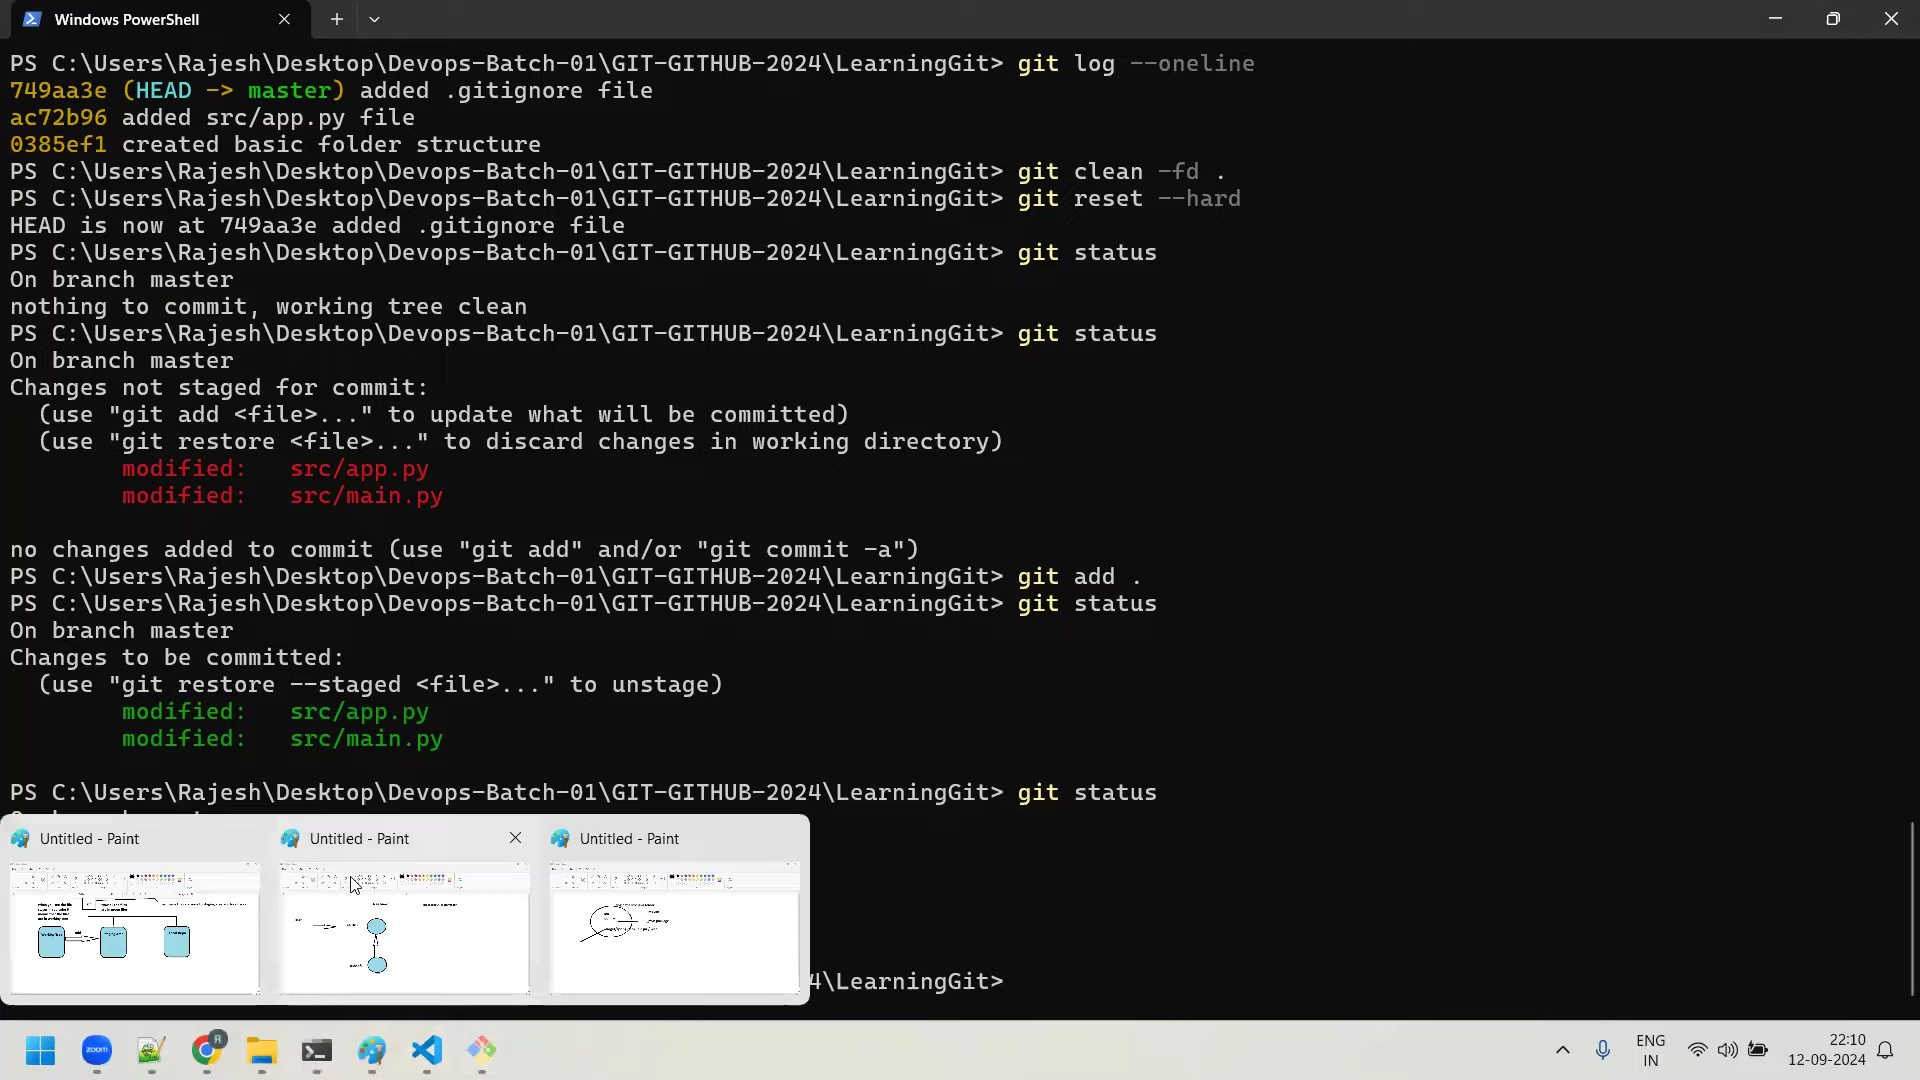 Windows PowerShell
PS C:\Users\Rajesh\Desktop\Devops-Batch-01\GIT-GITHUB-2024\LearningGit> git log --oneline
749aa3e (HEAD -> master) added .gitignore file
ac72b96 added src/app.py file
0385ef1 created basic folder structure
PS C:\Users\Rajesh\Desktop\Devops-Batch-01\GIT-GITHUB-2024\LearningGit> git clean -fd .
PS C:\Users\Rajesh\Desktop\Devops-Batch-01\GIT-GITHUB-2024\LearningGit> git reset --hard
HEAD is now at 749aa3e added .gitignore file
PS C:\Users\Rajesh\Desktop\Devops-Batch-01\GIT-GITHUB-2024\LearningGit> git status
On branch master
nothing to commit, working tree clean
PS C:\Users\Rajesh\Desktop\Devops-Batch-01\GIT-GITHUB-2024\LearningGit> git status
On branch master
Changes not staged for commit:
  (use "git add <file>..." to update what will be committed)
  (use "git restore <file>..." to discard changes in working directory)
        modified:   src/app.py
        modified:   src/main.py
no changes added to commit (use "git add" and/or "git commit -a")
PS C:\Users\Rajesh\Desktop\Devops-Batch-01\GIT-GITHUB-2024\LearningGit> git add .
PS C:\Users\Rajesh\Desktop\Devops-Batch-01\GIT-GITHUB-2024\LearningGit> git status
On branch master
Changes to be committed:
  (use "git restore --staged <file>..." to unstage)
        modified:   src/app.py
        modified:   src/main.py
PS C:\Users\Rajesh\Desktop\Devops-Batch-01\GIT-GITHUB-2024\LearningGit> git status
Untitled - Paint
Untitled - Paint
Untitled - Paint
4\LearningGit>
zoom
R
ENG
IN
22:10
12-09-2024